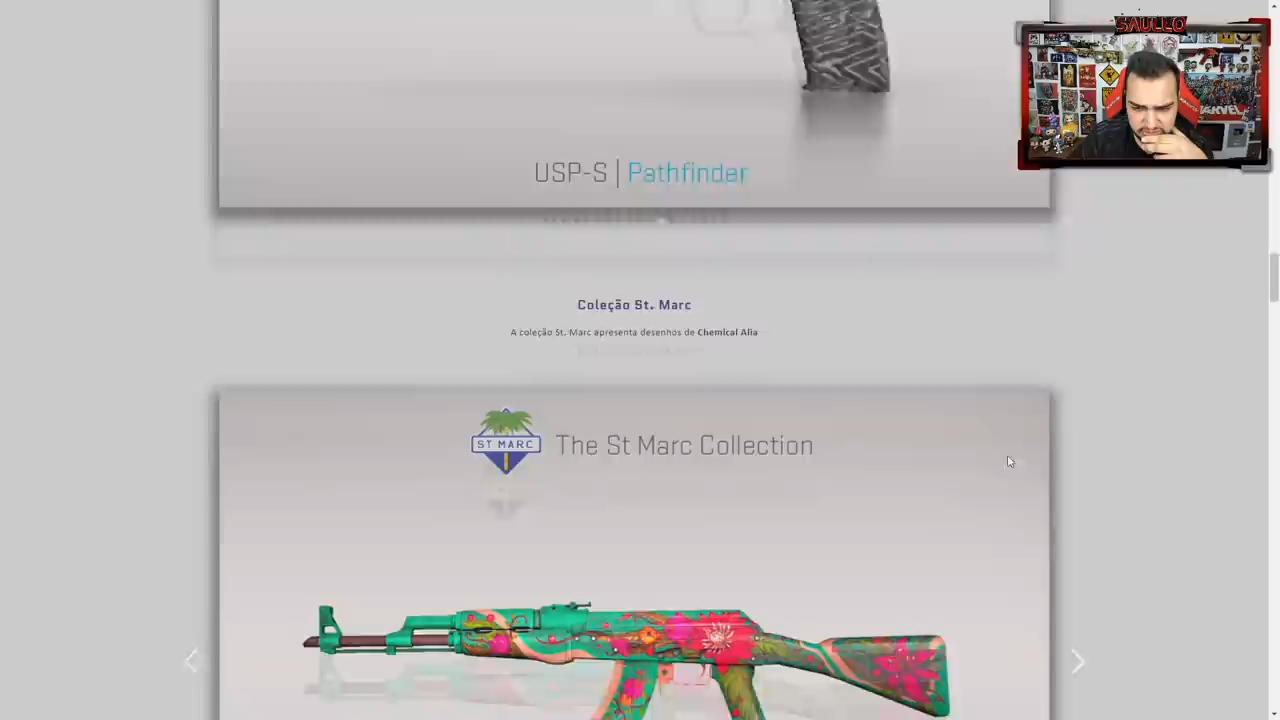 SAULLO
MARVEL
USP-S | Pathfinder
Coleção St. Marc
A coleção St. Marc apresenta desenhos de Chemical Alia
ST MARC
The St Marc Collection